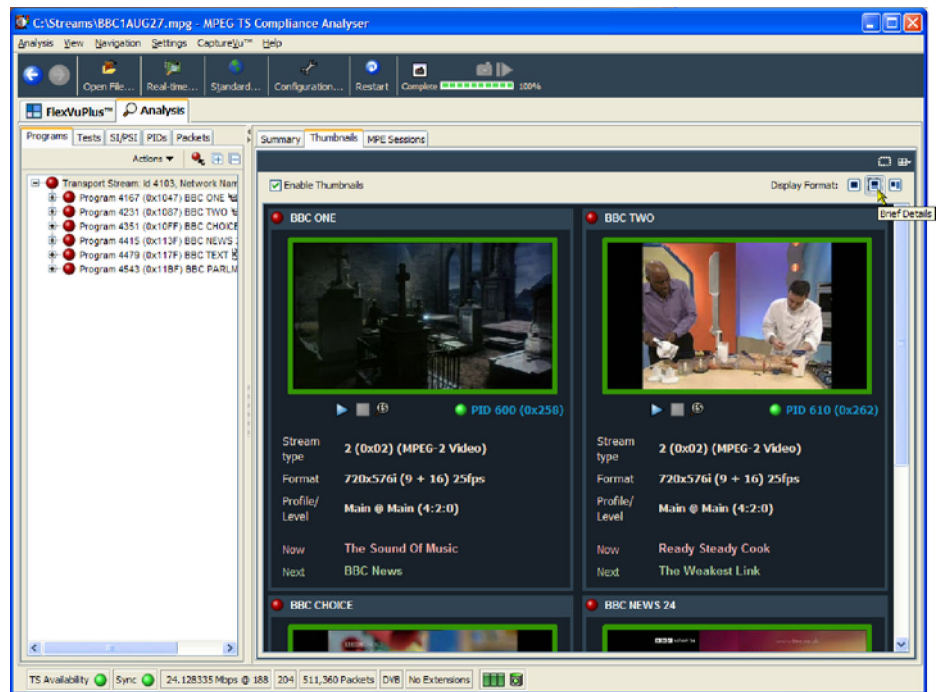 C:\Streams\BBC1AUG27.mpg - MPEG TS Compliance Analyser
Analysis View Navigation Settings CaptureVu™ Help
Open File... Real-time... Standard... Configuration... Restart Complete 100%
FlexVuPlus™ Analysis
Programs Tests SI/PSI PIDs Packets
Summary Thumbnails MPE Sessions
Actions
Enable Thumbnails
Display Format:
Brief Details
Transport Stream: Id 4103, Network Nam
Program 4167 (0x1047) BBC ONE
Program 4231 (0x1087) BBC TWO
Program 4351 (0x10FF) BBC CHOICE
Program 4415 (0x113F) BBC NEWS
Program 4479 (0x117F) BBC TEXT
Program 4543 (0x11BF) BBC PARLM
BBC ONE
PID 600 (0x258)
Stream type 2 (0x02) (MPEG-2 Video)
Format 720x576i (9 + 16) 25fps
Profile/Level Main @ Main (4:2:0)
Now The Sound Of Music
Next BBC News
BBC TWO
PID 610 (0x262)
Stream type 2 (0x02) (MPEG-2 Video)
Format 720x576i (9 + 16) 25fps
Profile/Level Main @ Main (4:2:0)
Now Ready Steady Cook
Next The Weakest Link
BBC CHOICE
BBC NEWS 24
TS Availability Sync 24.128335 Mbps @ 188 204 511,360 Packets DVB No Extensions